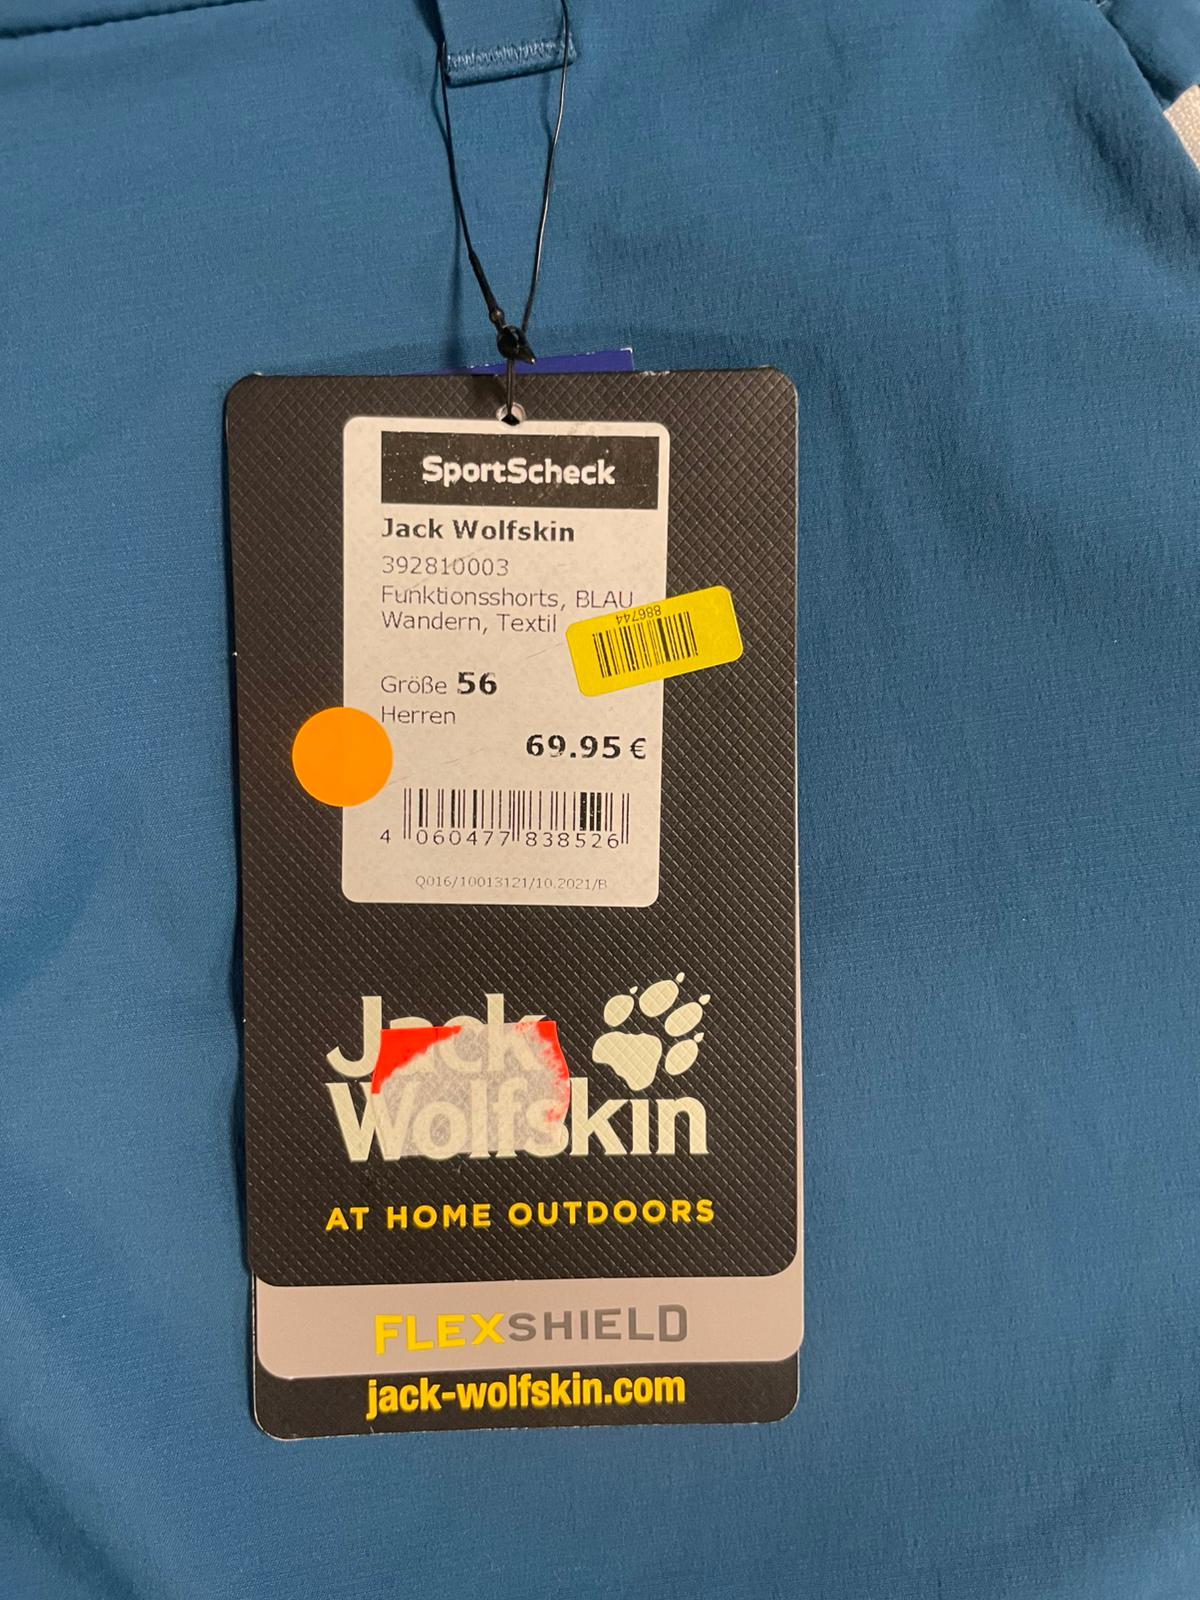 SportScheck
Jack Wolfskin
392810003
Funktionsshorts, BLAU
Wandern, Textil
886744
Größe 56
Herren
69.95 €
4 060477 838526
Q016/10013121/10.2021/B
Jack
Wolfskin
AT HOME OUTDOORS
FLEXSHIELD
jack-wolfskin.com